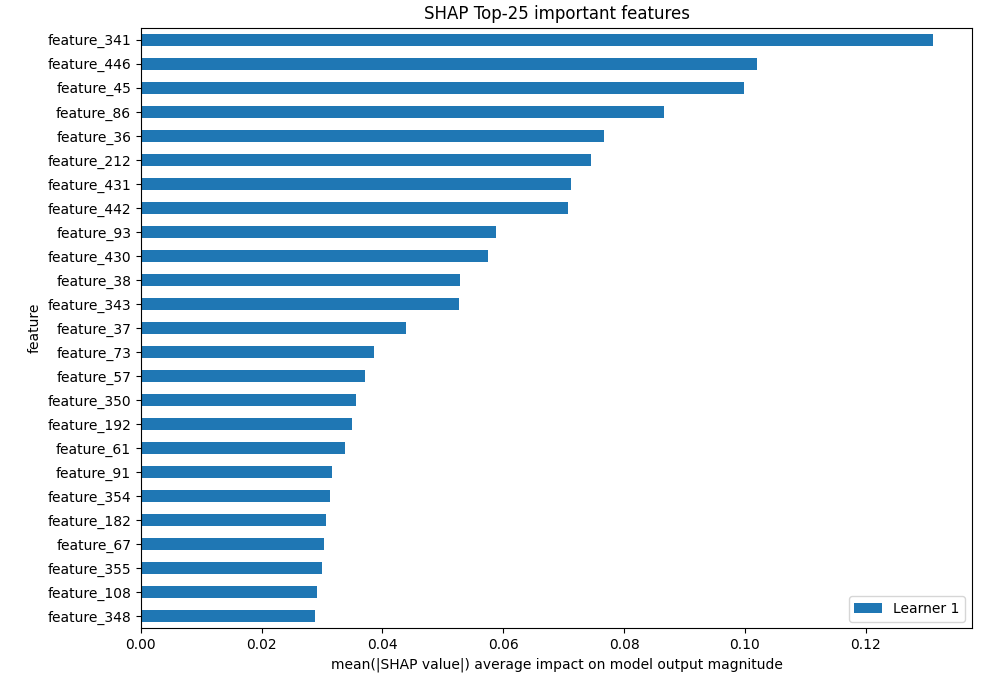 SHAP Top-25 important features
feature_341
feature_446
feature_45
feature_86
feature_36
feature_212
feature_431
feature_442
feature_93
feature_430
feature_38
feature_343
feature_37
feature_73
feature_57
feature_350
feature_192
feature_61
feature_91
feature_354
feature_182
feature_67
feature_355
feature_108
feature_348
feature
Learner 1
0.00 0.02 0.04 0.06 0.08 0.10 0.12
mean(|SHAP value|) average impact on model output magnitude